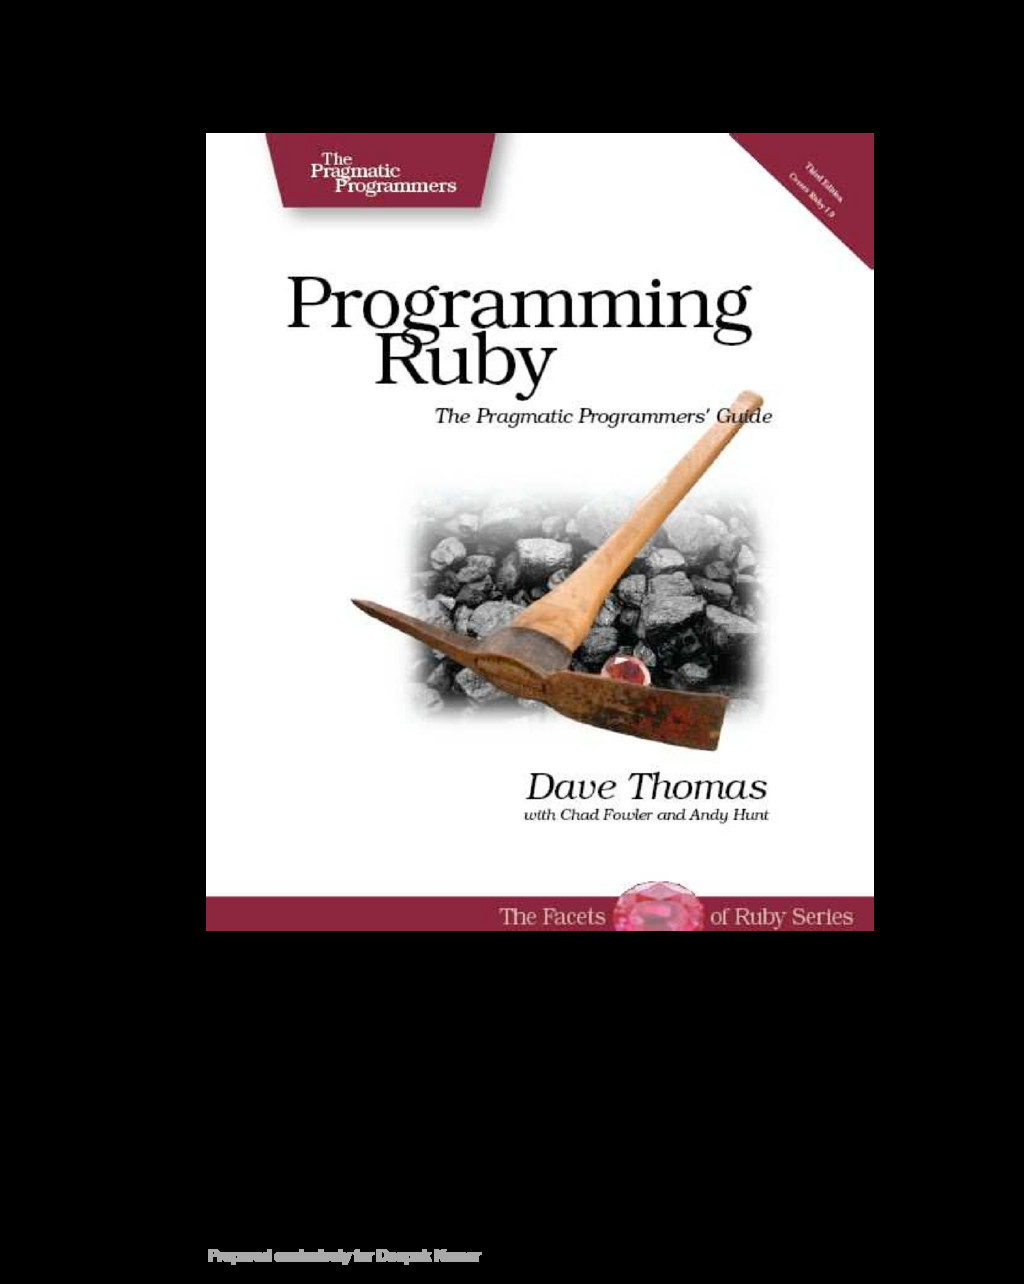 The
Pragmatic
Programmers
Third Edition
Covers Ruby 1.9
Programming
Ruby
The Pragmatic Programmers' Guide
Dave Thomas
with Chad Fowler and Andy Hunt
The Facets of Ruby Series
Prepared exclusively for Deepak